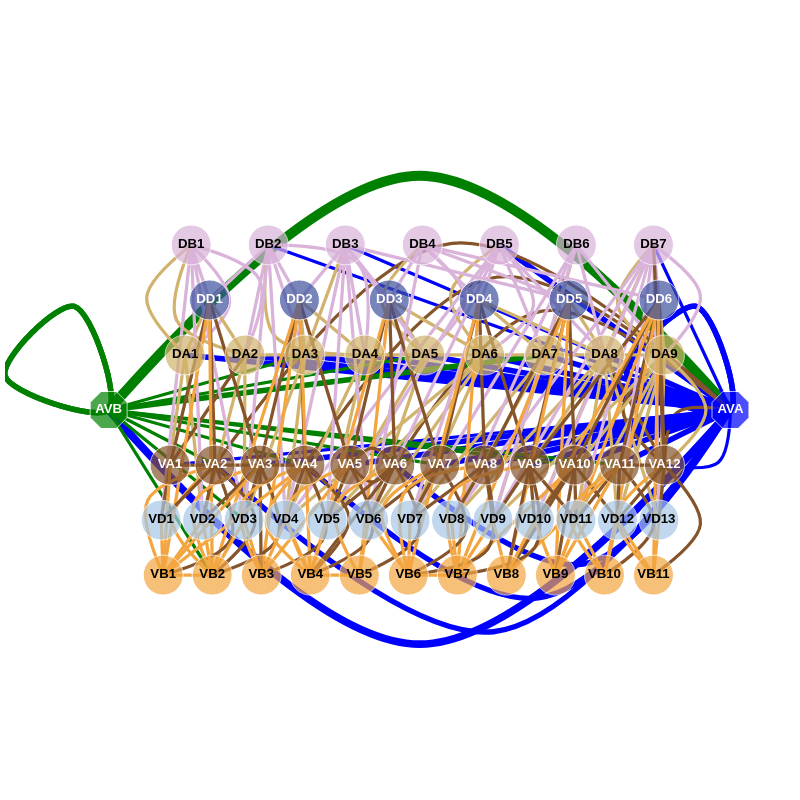 DB1 DB2 DB3 DB4 DB5 DB6 DB7
DD1 DD2 DD3 DD4 DD5 DD6
DA1 DA2 DA3 DA4 DA5 DA6 DA7 DA8 DA9
AVB AVA
VA1 VA2 VA3 VA4 VA5 VA6 VA7 VA8 VA9 VA10 VA11 VA12
VD1 VD2 VD3 VD4 VD5 VD6 VD7 VD8 VD9 VD10 VD11 VD12 VD13
VB1 VB2 VB3 VB4 VB5 VB6 VB7 VB8 VB9 VB10 VB11